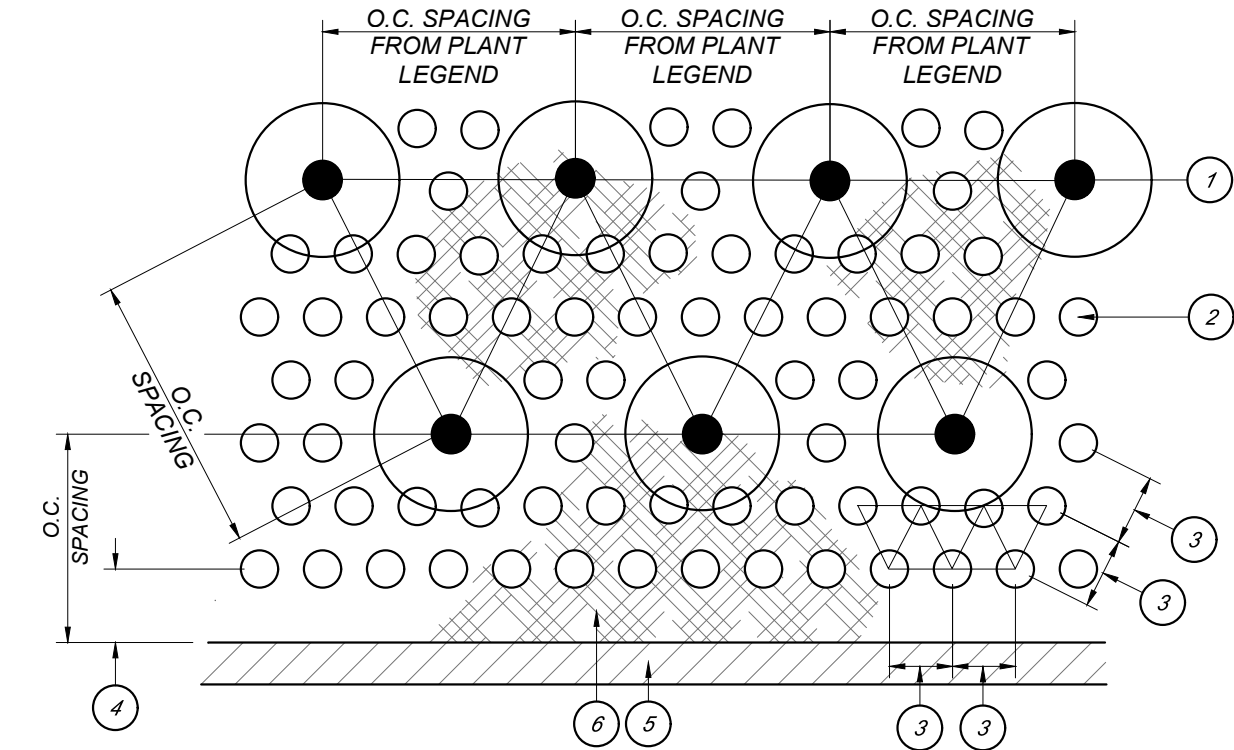 O.C. SPACING
FROM PLANT
LEGEND
O.C. SPACING
FROM PLANT
LEGEND
O.C. SPACING
FROM PLANT
LEGEND
1
2
O.C.
SPACING
O.C.
SPACING
3
3
4
6
5
3
3